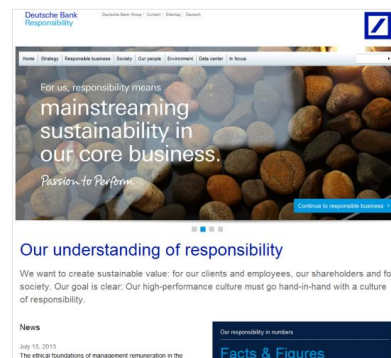 Deutsche Bank
Responsibility
Deutsche Bank Group | Contact | Sitemap | Deutsch
Home Strategy Responsible business Society Our people Environment Data center In focus
For us, responsibility means
mainstreaming
sustainability in
our core business.
Passion to Perform
Continue to responsible business
Our understanding of responsibility
We want to create sustainable value: for our clients and employees, our shareholders and fo
society. Our goal is clear: Our high-performance culture must go hand-in-hand with a culture
of responsibility.
News
Our responsibility in numbers
July 15, 2013
Facts & Figures
The ethical foundations of management remuneration in the